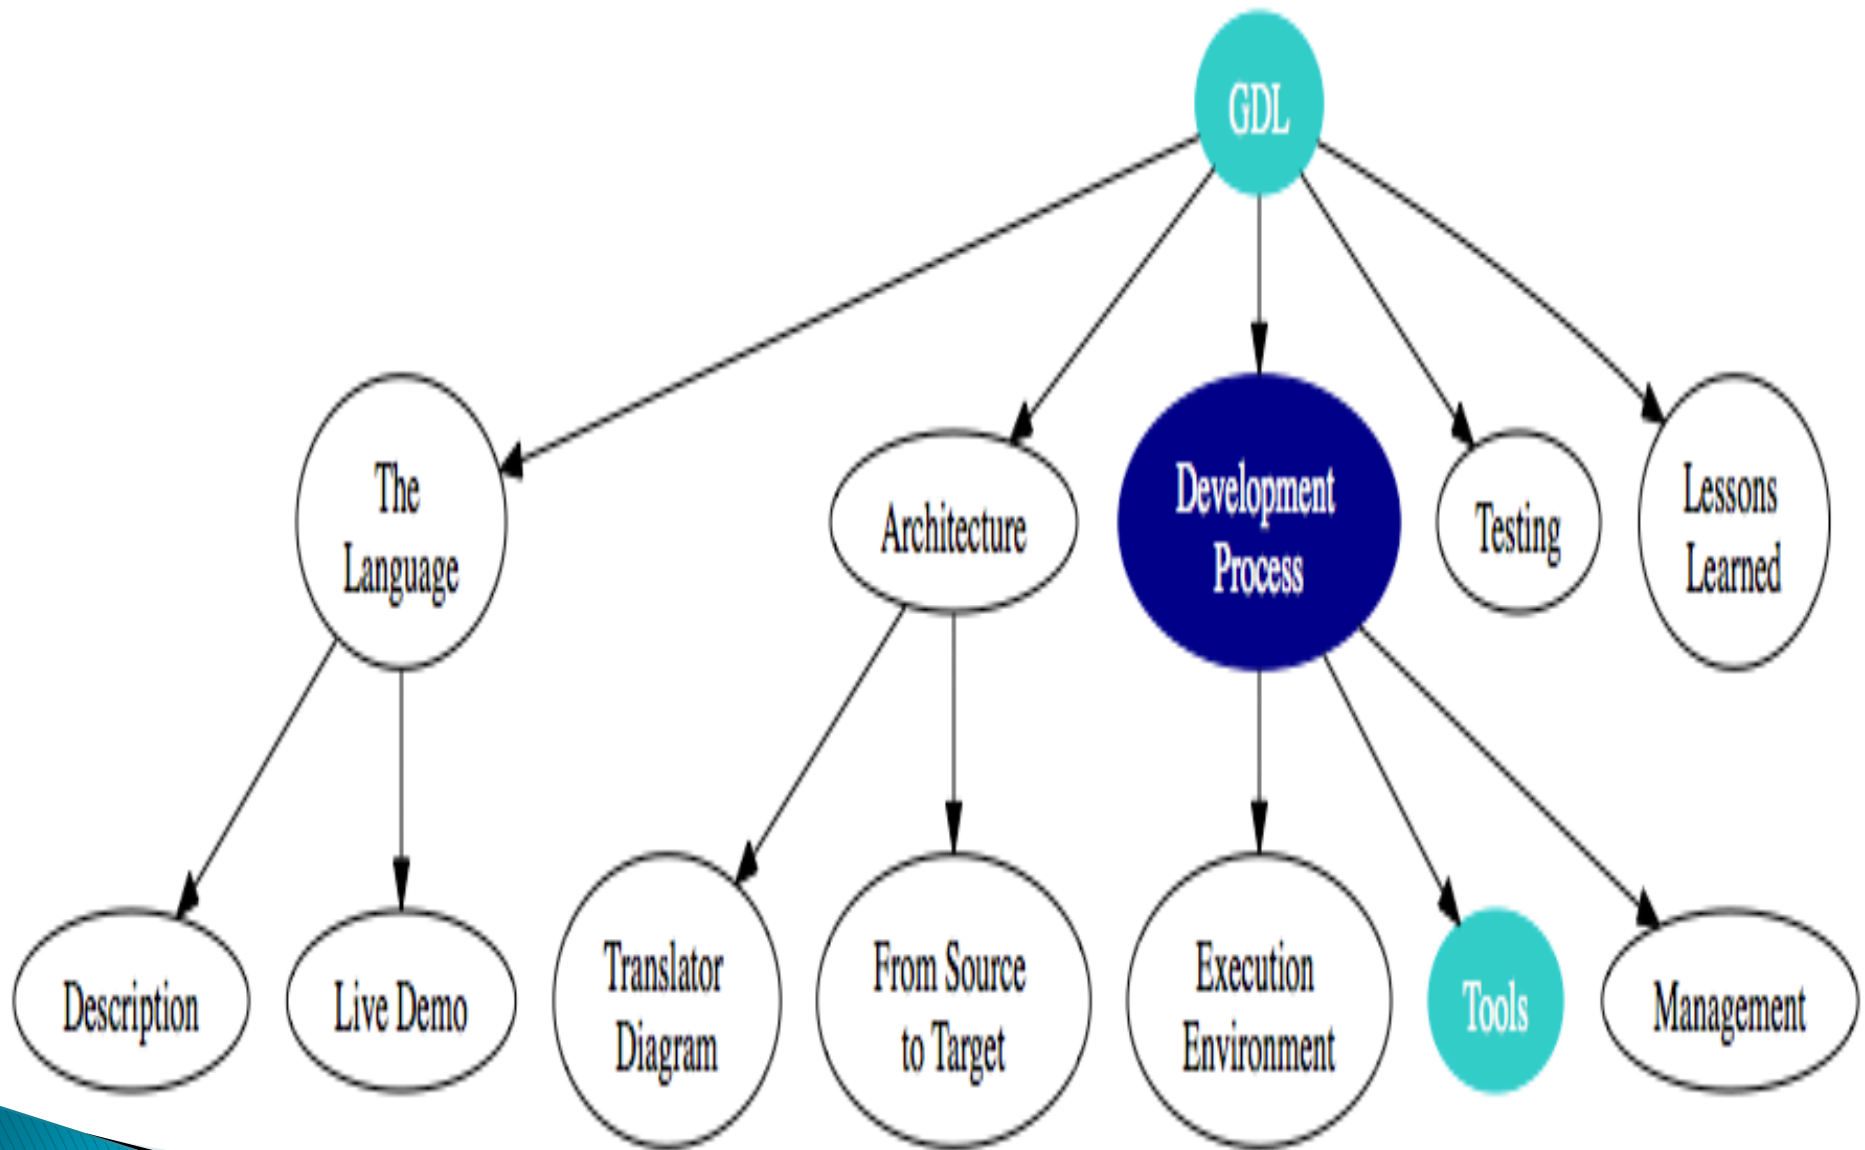 GDL
The
Language
Architecture
Development
Process
Testing
Lessons
Learned
Description
Live Demo
Translator
Diagram
From Source
to Target
Execution
Environment
Tools
Management